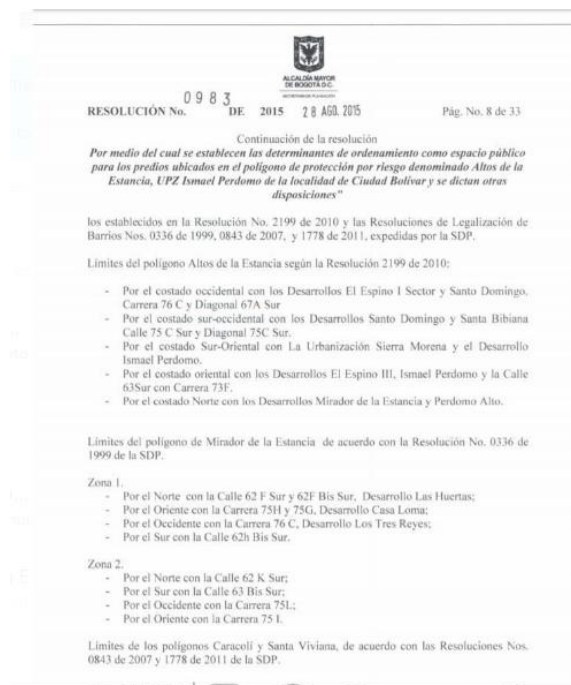 ALCALDÍA MAYOR
DE BOGOTÁ D.C.
0983
RESOLUCIÓN No. DE 2015 28 AGO. 2015 Pág. No. 8 de 33
Continuación de la resolución
Por medio del cual se establecen las determinantes de ordenamiento como espacio público
para los predios ubicados en el polígono de protección por riesgo denominado Altos de la
Estancia, UPZ Ismael Perdomo de la localidad de Ciudad Bolívar y se dictan otras
disposiciones"
los establecidos en la Resolución No. 2199 de 2010 y las Resoluciones de Legalización de
Barrios Nos. 0336 de 1999, 0843 de 2007, y 1778 de 2011, expedidas por la SDP.
Límites del polígono Altos de la Estancia según la Resolución 2199 de 2010:
- Por el costado occidental con los Desarrollos El Espino I Sector y Santo Domingo,
Carrera 76 C y Diagonal 67A Sur
- Por el costado sur-occidental con los Desarrollos Santo Domingo y Santa Bibiana
Calle 75 C Sur y Diagonal 75C Sur.
- Por el costado Sur-Oriental con La Urbanización Sierra Morena y el Desarrollo
Ismael Perdomo.
- Por el costado oriental con los Desarrollos El Espino III, Ismael Perdomo y la Calle
63Sur con Carrera 73F.
- Por el costado Norte con los Desarrollos Mirador de la Estancia y Perdomo Alto.
Límites del polígono de Mirador de la Estancia de acuerdo con la Resolución No. 0336 de
1999 de la SDP.
Zona 1.
- Por el Norte con la Calle 62 F Sur y 62F Bis Sur, Desarrollo Las Huertas;
- Por el Oriente con la Carrera 75H y 75G, Desarrollo Casa Loma;
- Por el Occidente con la Carrera 76 C, Desarrollo Los Tres Reyes;
- Por el Sur con la Calle 62h Bis Sur.
Zona 2.
- Por el Norte con la Calle 62 K Sur;
- Por el Sur con la Calle 63 Bis Sur;
- Por el Occidente con la Carrera 75L;
- Por el Oriente con la Carrera 75 I.
Límites de los polígonos Caracolí y Santa Viviana, de acuerdo con las Resoluciones Nos.
0843 de 2007 y 1778 de 2011 de la SDP.